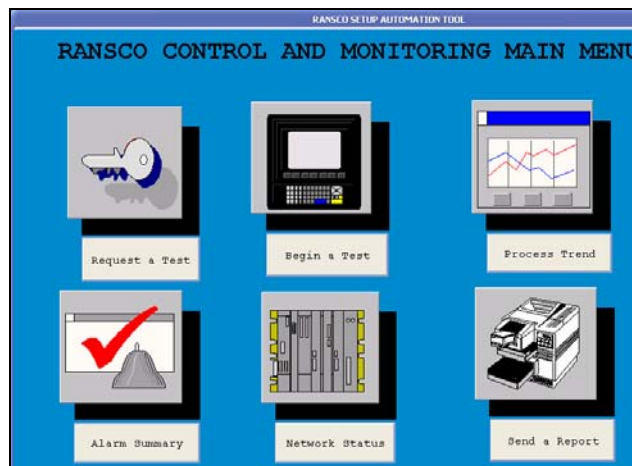 RANSCO SETUP AUTOMATION TOOL
RANSCO CONTROL AND MONITORING MAIN MENU
Request a Test
Begin a Test
Process Trend
Alarm Summary
Network Status
Send a Report